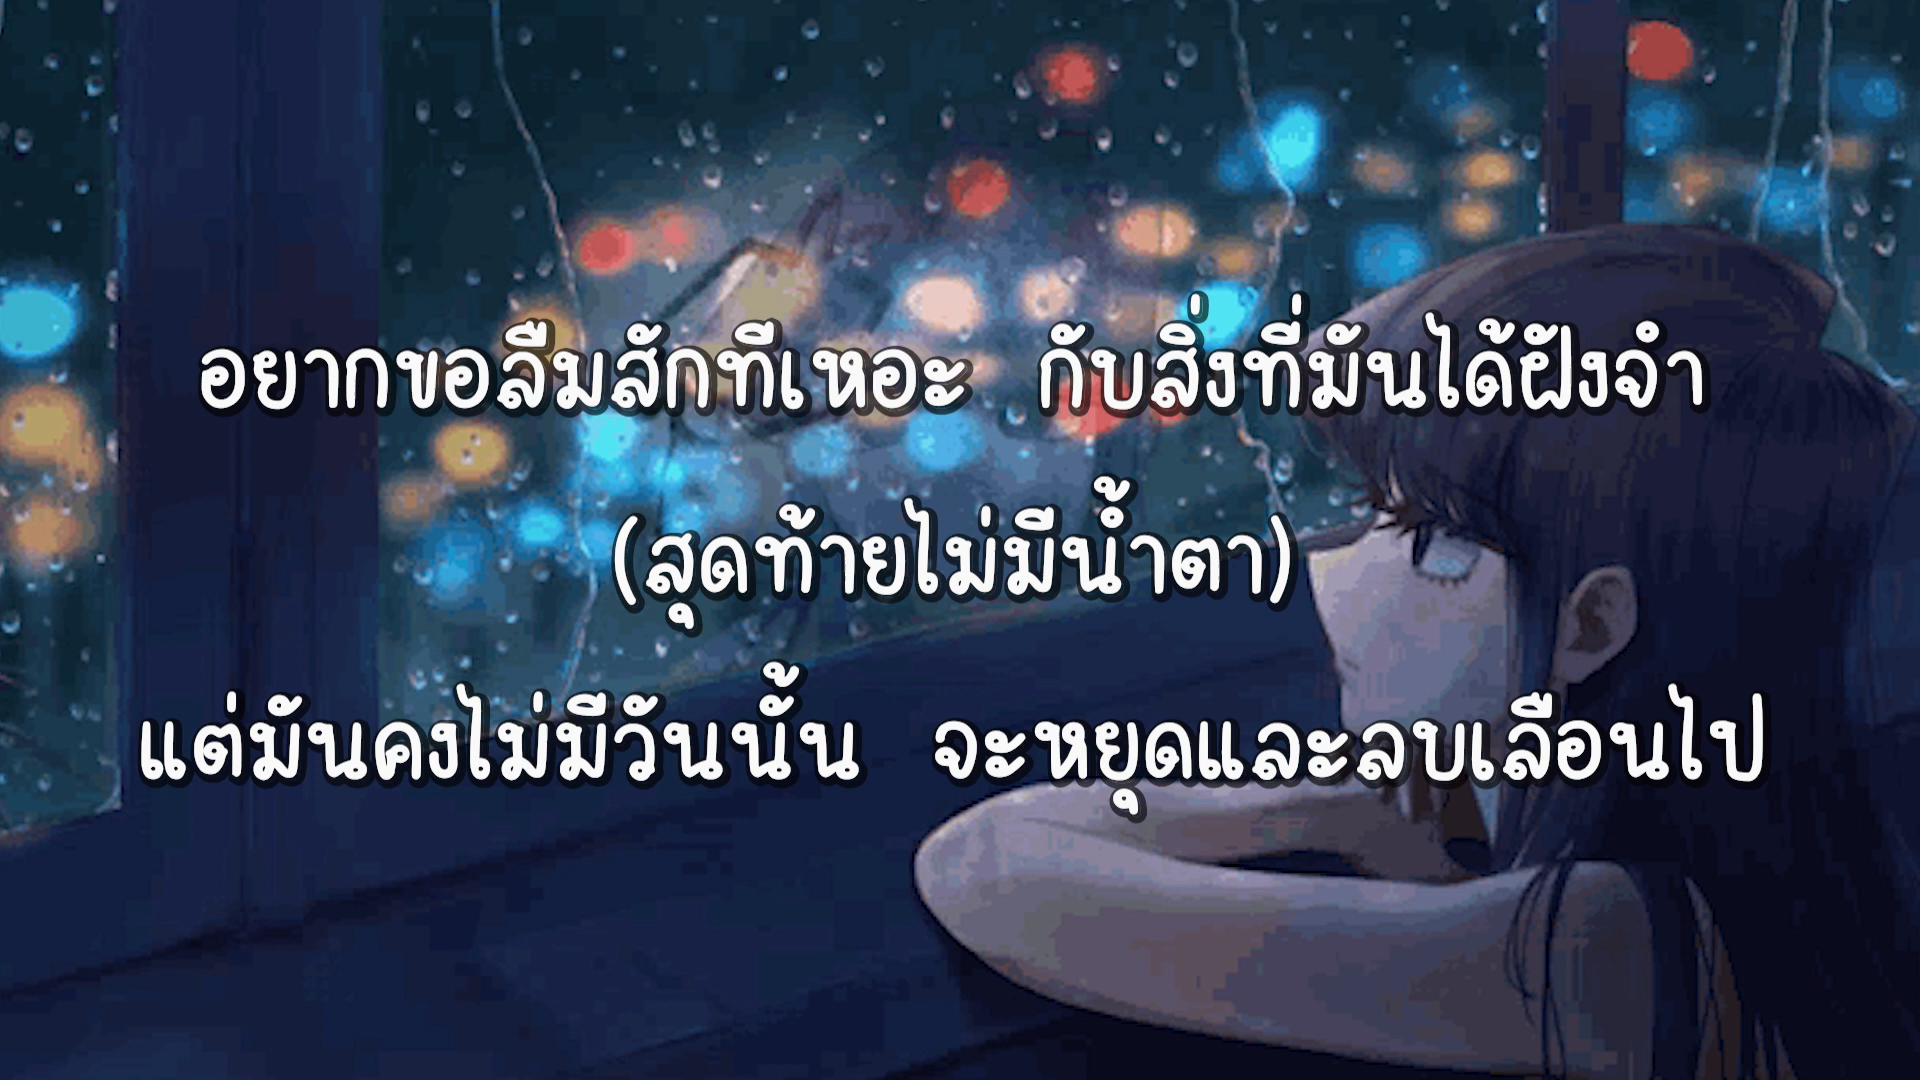 อยากขอลืมสักทีเหอะ กับสิ่งที่มันได้ฝังจำ
(สุดท้ายไม่มีน้ำตา)
แต่มันคงไม่มีวันนั้น จะหยุดและลบเลือนไป